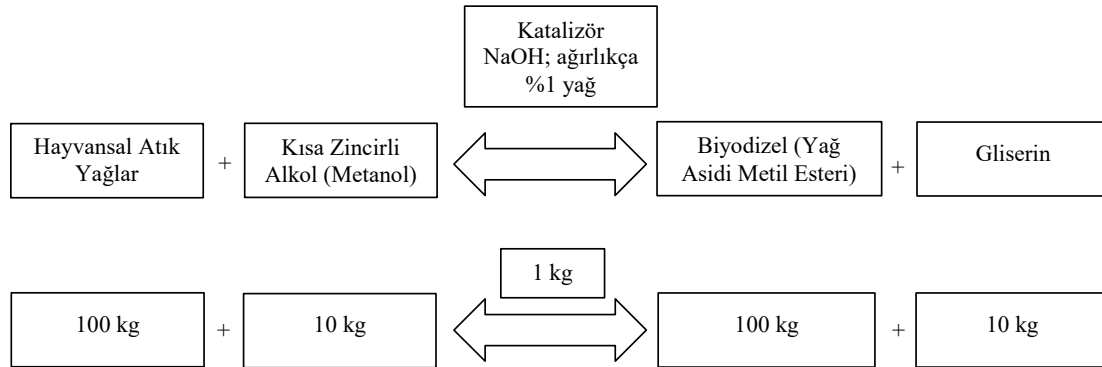 Katalizör
NaOH; ağırlıkça
%1 yağ
Hayvansal Atık
Yağlar
+
Kısa Zincirli
Alkol (Metanol)
Biyodizel (Yağ
Asidi Metil Esteri)
+
Gliserin
1 kg
100 kg
+
10 kg
100 kg
+
10 kg